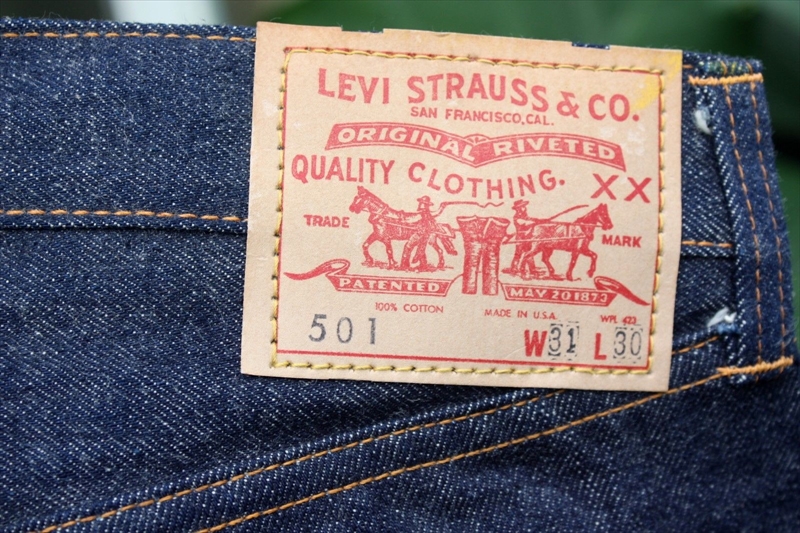 LEVI STRAUSS & CO.
SAN FRANCISCO, CAL.
ORIGINAL RIVETED
QUALITY CLOTHING. XX
TRADE MARK
PATENTED MAY 20 1873
100% COTTON MADE IN U.S.A. WPL 423
501 W31 L30